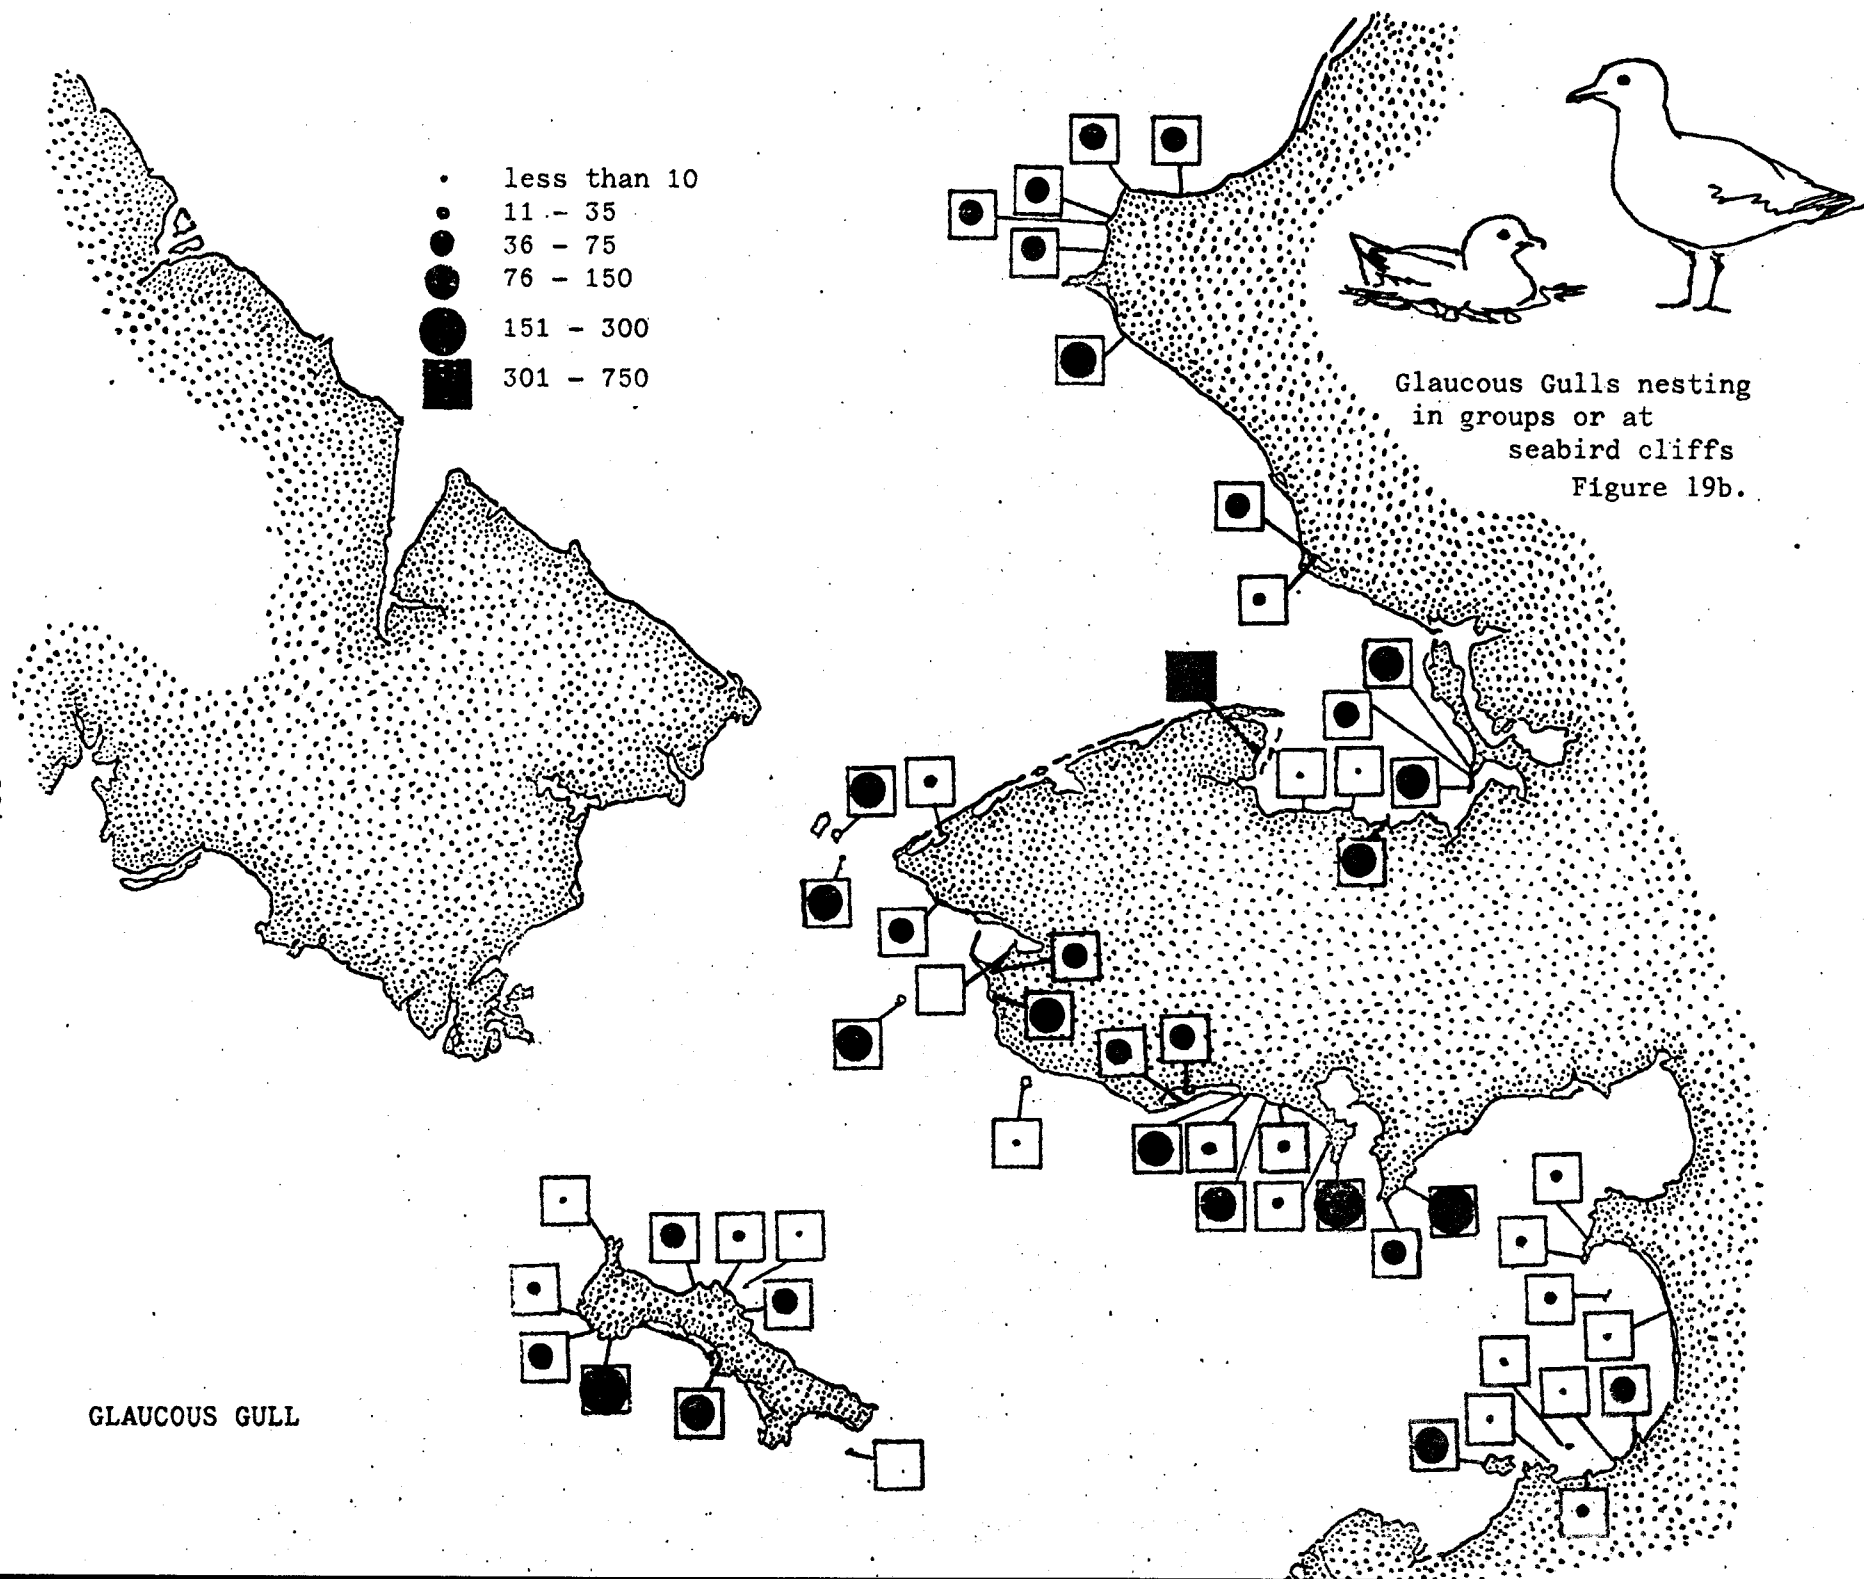 less than 10
11 - 35
36 - 75
76 - 150
151 - 300
301 - 750
Glaucous Gulls nesting
in groups or at
seabird cliffs
Figure 19b.
GLAUCOUS GULL